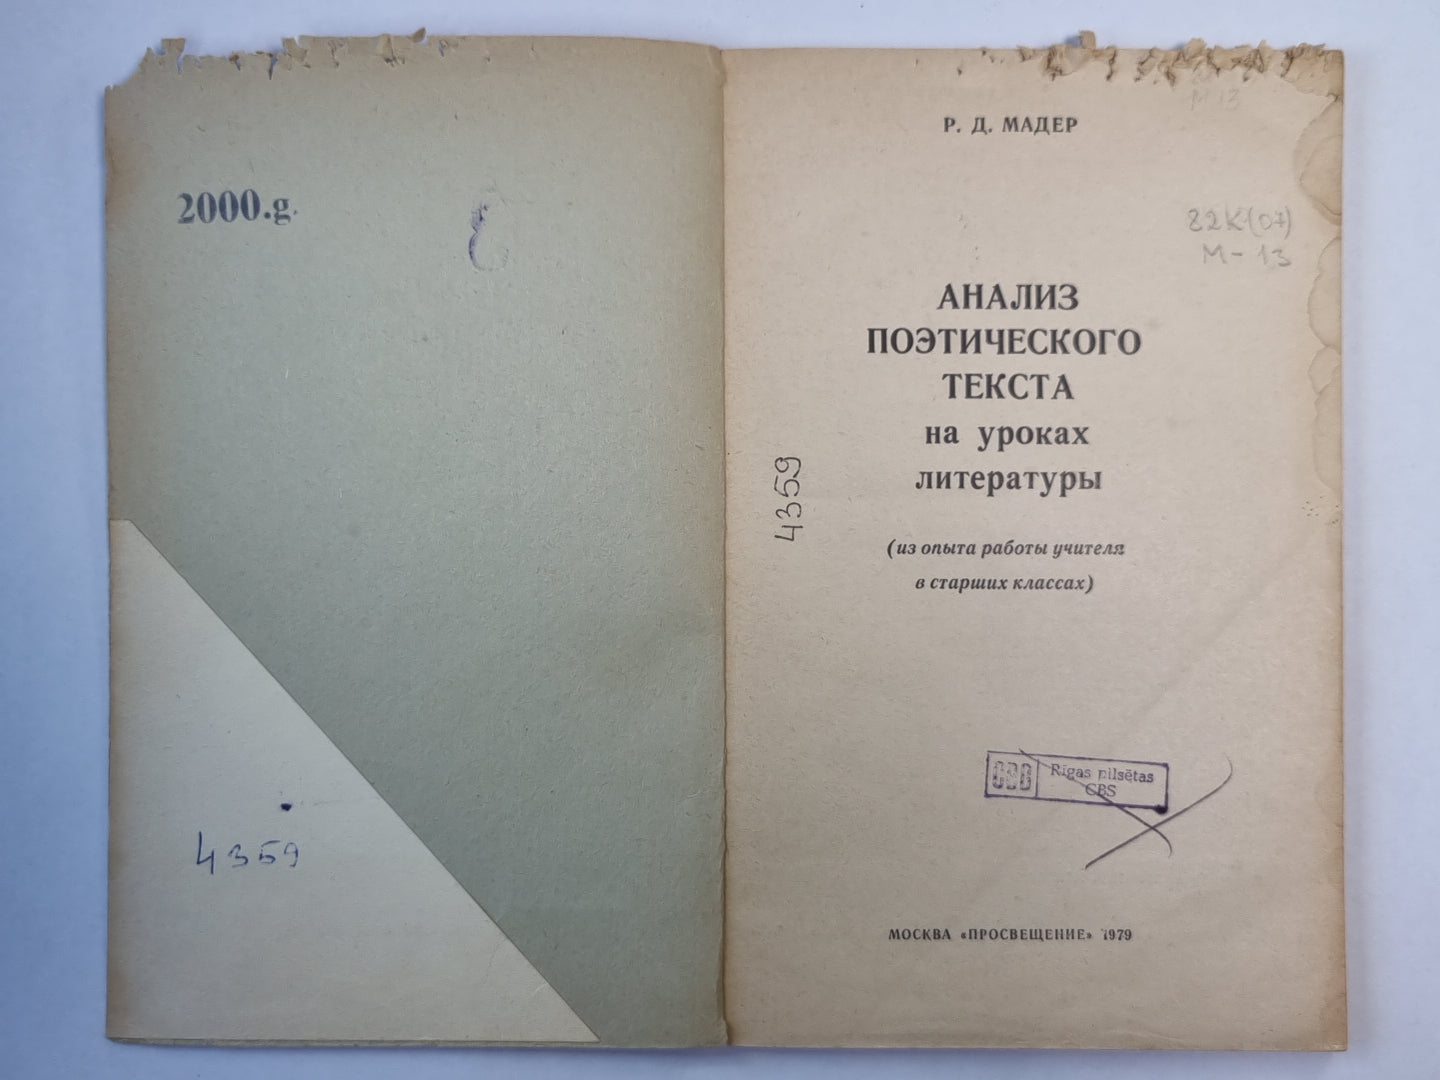 2000.g.
4359
М 13
Р. Д. МАДЕР
82К(07)
М-13
АНАЛИЗ
ПОЭТИЧЕСКОГО
ТЕКСТА
на уроках
литературы
4359
(из опыта работы учителя
в старших классах)
Rīgas pilsētas
CBS
МОСКВА «ПРОСВЕЩЕНИЕ» 1979